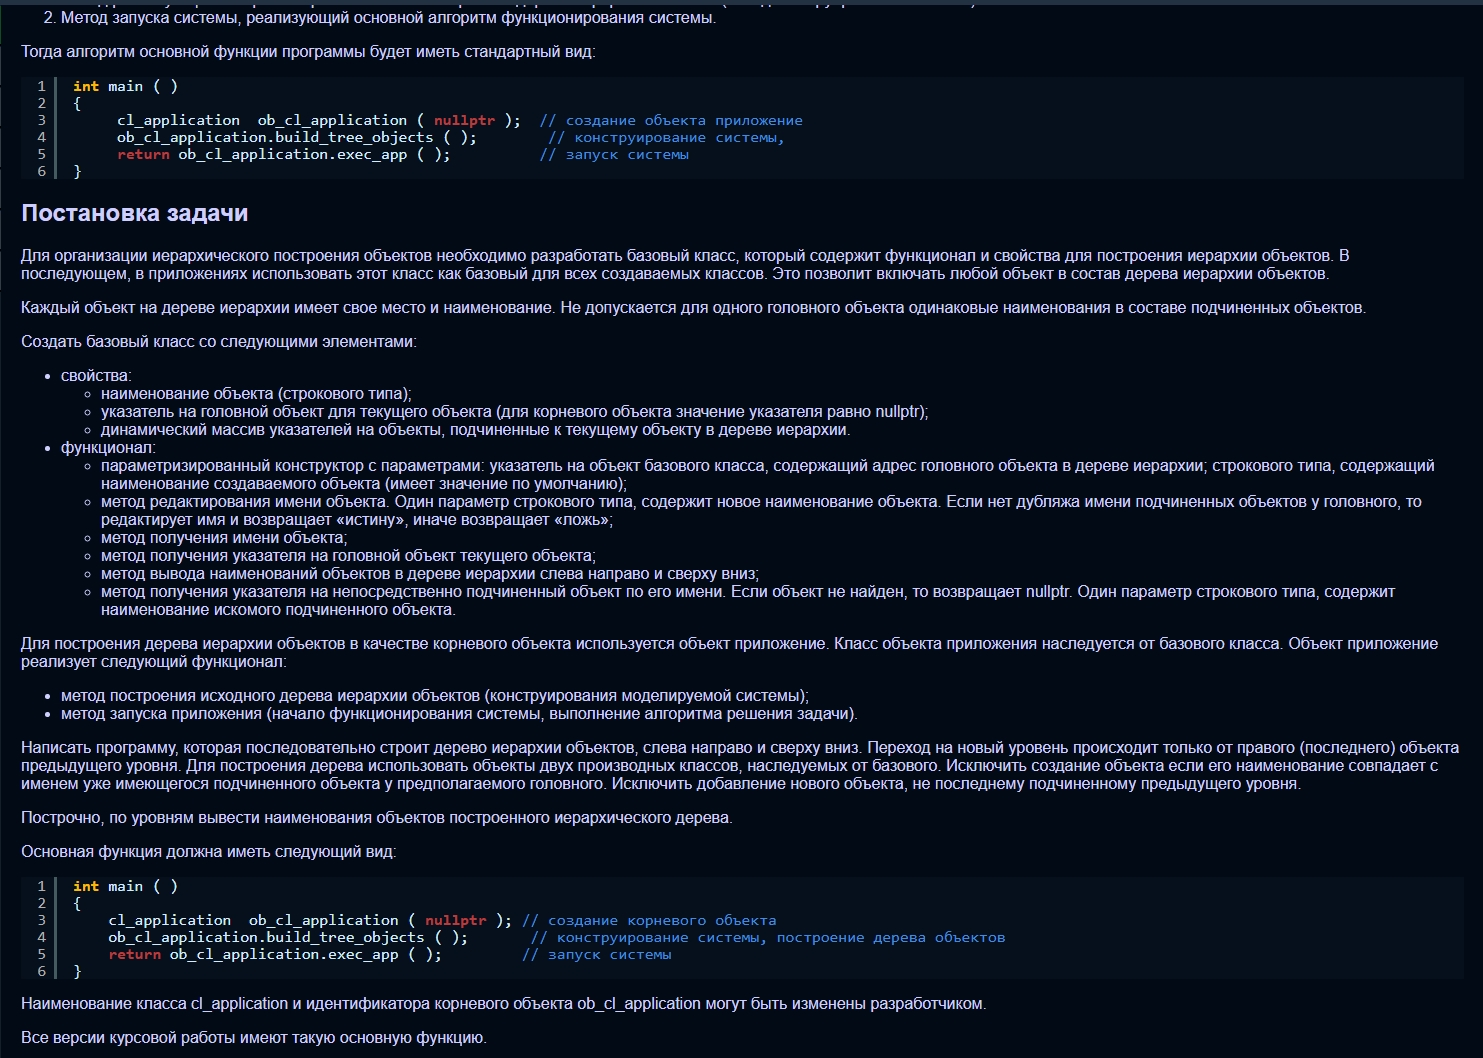 2. Метод запуска системы, реализующий основной алгоритм функционирования системы.
Тогда алгоритм основной функции программы будет иметь стандартный вид:
1 int main ( )
2 {
3 cl_application ob_cl_application ( nullptr ); // создание объекта приложение
4 ob_cl_application.build_tree_objects ( ); // конструирование системы,
5 return ob_cl_application.exec_app ( ); // запуск системы
6 }
Постановка задачи
Для организации иерархического построения объектов необходимо разработать базовый класс, который содержит функционал и свойства для построения иерархии объектов. В
последующем, в приложениях использовать этот класс как базовый для всех создаваемых классов. Это позволит включать любой объект в состав дерева иерархии объектов.
Каждый объект на дереве иерархии имеет свое место и наименование. Не допускается для одного головного объекта одинаковые наименования в составе подчиненных объектов.
Создать базовый класс со следующими элементами:
• свойства:
◦ наименование объекта (строкового типа);
◦ указатель на головной объект для текущего объекта (для корневого объекта значение указателя равно nullptr);
◦ динамический массив указателей на объекты, подчиненные к текущему объекту в дереве иерархии.
• функционал:
◦ параметризированный конструктор с параметрами: указатель на объект базового класса, содержащий адрес головного объекта в дереве иерархии; строкового типа, содержащий
наименование создаваемого объекта (имеет значение по умолчанию);
◦ метод редактирования имени объекта. Один параметр строкового типа, содержит новое наименование объекта. Если нет дубляжа имени подчиненных объектов у головного, то
редактирует имя и возвращает «истину», иначе возвращает «ложь»;
◦ метод получения имени объекта;
◦ метод получения указателя на головной объект текущего объекта;
◦ метод вывода наименований объектов в дереве иерархии слева направо и сверху вниз;
◦ метод получения указателя на непосредственно подчиненный объект по его имени. Если объект не найден, то возвращает nullptr. Один параметр строкового типа, содержит
наименование искомого подчиненного объекта.
Для построения дерева иерархии объектов в качестве корневого объекта используется объект приложение. Класс объекта приложения наследуется от базового класса. Объект приложение
реализует следующий функционал:
• метод построения исходного дерева иерархии объектов (конструирования моделируемой системы);
• метод запуска приложения (начало функционирования системы, выполнение алгоритма решения задачи).
Написать программу, которая последовательно строит дерево иерархии объектов, слева направо и сверху вниз. Переход на новый уровень происходит только от правого (последнего) объекта
предыдущего уровня. Для построения дерева использовать объекты двух производных классов, наследуемых от базового. Исключить создание объекта если его наименование совпадает с
именем уже имеющегося подчиненного объекта у предполагаемого головного. Исключить добавление нового объекта, не последнему подчиненному предыдущего уровня.
Построчно, по уровням вывести наименования объектов построенного иерархического дерева.
Основная функция должна иметь следующий вид:
1 int main ( )
2 {
3 cl_application ob_cl_application ( nullptr ); // создание корневого объекта
4 ob_cl_application.build_tree_objects ( ); // конструирование системы, построение дерева объектов
5 return ob_cl_application.exec_app ( ); // запуск системы
6 }
Наименование класса cl_application и идентификатора корневого объекта ob_cl_application могут быть изменены разработчиком.
Все версии курсовой работы имеют такую основную функцию.